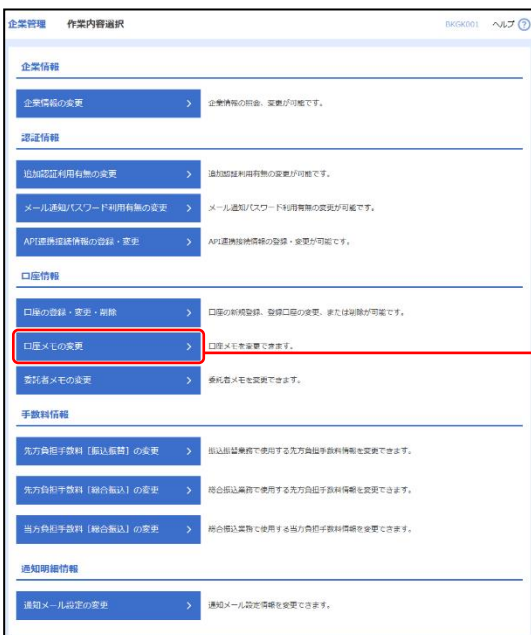 企業管理 作業内容選択 BKGK001 ヘルプ ?
企業情報
企業情報の変更 > 企業情報の照会、変更が可能です。
認証情報
追加認証利用有無の変更 > 追加認証利用有無の変更が可能です。
メール通知パスワード利用有無の変更 > メール通知パスワード利用有無の変更が可能です。
API連携接続情報の登録・変更 > API連携接続情報の登録・変更が可能です。
口座情報
口座の登録・変更・削除 > 口座の新規登録、登録口座の変更、または削除が可能です。
口座メモの変更 > 口座メモを変更できます。
委託者メモの変更 > 委託者メモを変更できます。
手数料情報
先方負担手数料［振込振替］の変更 > 振込振替業務で使用する先方負担手数料情報を変更できます。
先方負担手数料［総合振込］の変更 > 総合振込業務で使用する先方負担手数料情報を変更できます。
当方負担手数料［総合振込］の変更 > 総合振込業務で使用する当方負担手数料情報を変更できます。
通知明細情報
通知メール設定の変更 > 通知メール設定情報を変更できます。